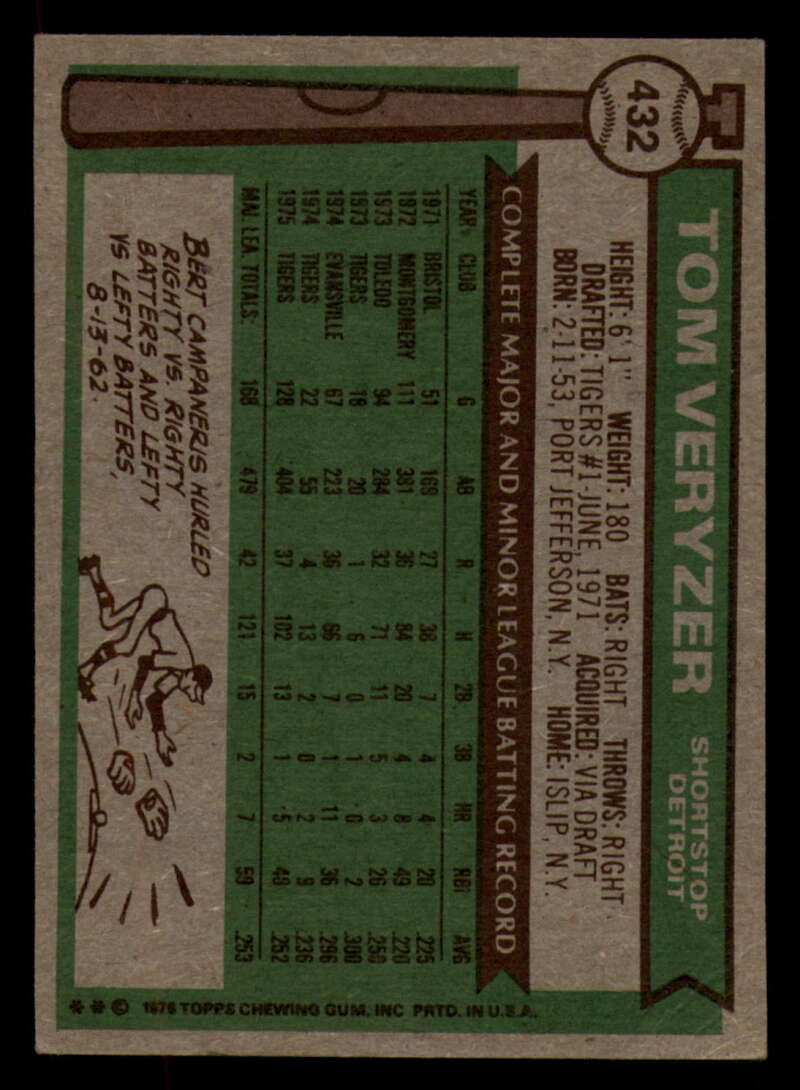 432
TOM VERYZER SHORTSTOP
DETROIT
HEIGHT: 6'1" WEIGHT: 180 BATS: RIGHT THROWS: RIGHT
DRAFTED: TIGERS #1-JUNE, 1971 ACQUIRED: VIA DRAFT
BORN: 2-11-53, PORT JEFFERSON, N.Y. HOME: ISLIP, N.Y.
COMPLETE MAJOR AND MINOR LEAGUE BATTING RECORD
YEAR CLUB G AB R H 2B 3B HR RBI AVG
1971 BRISTOL 51 169 27 38 7 4 4 20 .225
1972 MONTGOMERY 111 381 36 84 20 4 8 49 .220
1973 TOLEDO 94 284 32 71 11 5 3 26 .250
1973 TIGERS 18 20 1 6 0 1 0 2 .300
1974 EVANSVILLE 67 223 36 66 7 1 11 36 .296
1974 TIGERS 22 55 4 13 2 0 2 9 .236
1975 TIGERS 128 404 37 102 13 1 5 48 .252
MAJ. LEA. TOTALS: 168 479 42 121 15 2 7 59 .253
BERT CAMPANERIS HURLED
RIGHTY VS. RIGHTY
BATTERS AND LEFTY
VS LEFTY BATTERS,
8-13-62.
* * © 1976 TOPPS CHEWING GUM, INC PRTD. IN U.S.A.